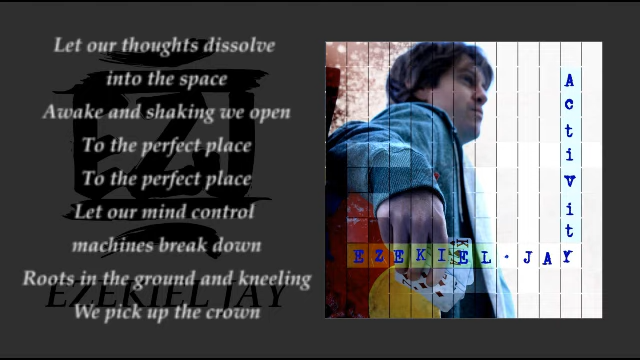 Let our thoughts dissolve
into the space
Awake and shaking we open
To the perfect place
To the perfect place
Let our mind control
machines break down
Roots in the ground and kneeling
We pick up the crown
EZI
EZEKIEL JAY
Activity
EZEKIEL·JAY